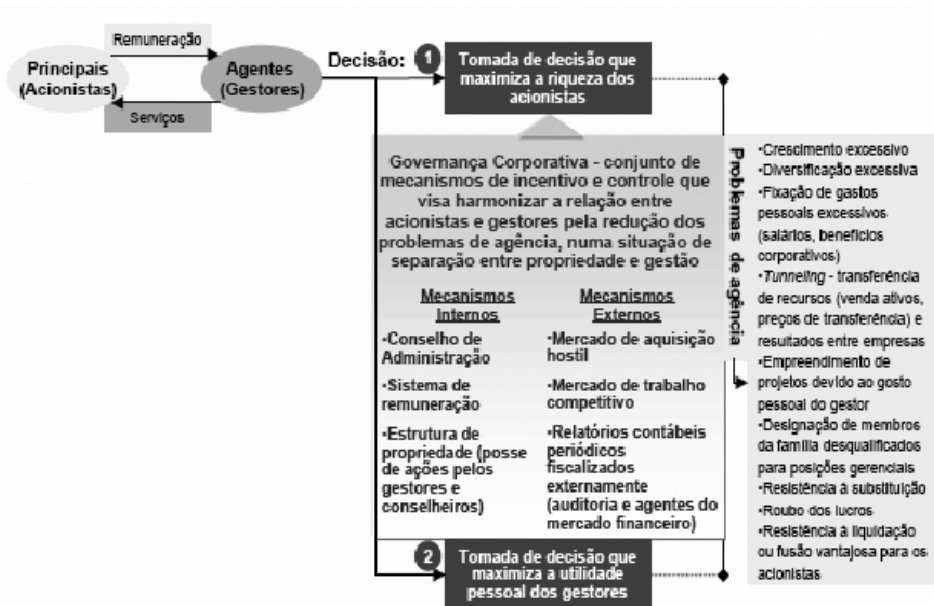 Remuneração
Principais
(Acionistas)
Agentes
(Gestores)
Serviços
Decisão:
1
Tomada de decisão que
maximiza a riqueza dos
acionistas
Governança Corporativa - conjunto de
mecanismos de incentivo e controle que
visa harmonizar a relação entre
acionistas e gestores pela redução dos
problemas de agência, numa situação de
separação entre propriedade e gestão
Mecanismos
Internos
•Conselho de
Administração
•Sistema de
remuneração
•Estrutura de
propriedade (posse
de ações pelos
gestores e
conselheiros)
Mecanismos
Externos
•Mercado de aquisição
hostil
•Mercado de trabalho
competitivo
•Relatórios contábeis
periódicos
fiscalizados
externamente
(auditoria e agentes do
mercado financeiro)
2
Tomada de decisão que
maximiza a utilidade
pessoal dos gestores
Problemas de agência
•Crescimento excessivo
•Diversificação excessiva
•Fixação de gastos
pessoais excessivos
(salários, benefícios
corporativos)
•Tunneling - transferência
de recursos (venda ativos,
preços de transferência) e
resultados entre empresas
•Empreendimento de
projetos devido ao gosto
pessoal do gestor
•Designação de membros
da família desqualificados
para posições gerenciais
•Resistência à substituição
•Roubo dos lucros
•Resistência à liquidação
ou fusão vantajosa para os
acionistas